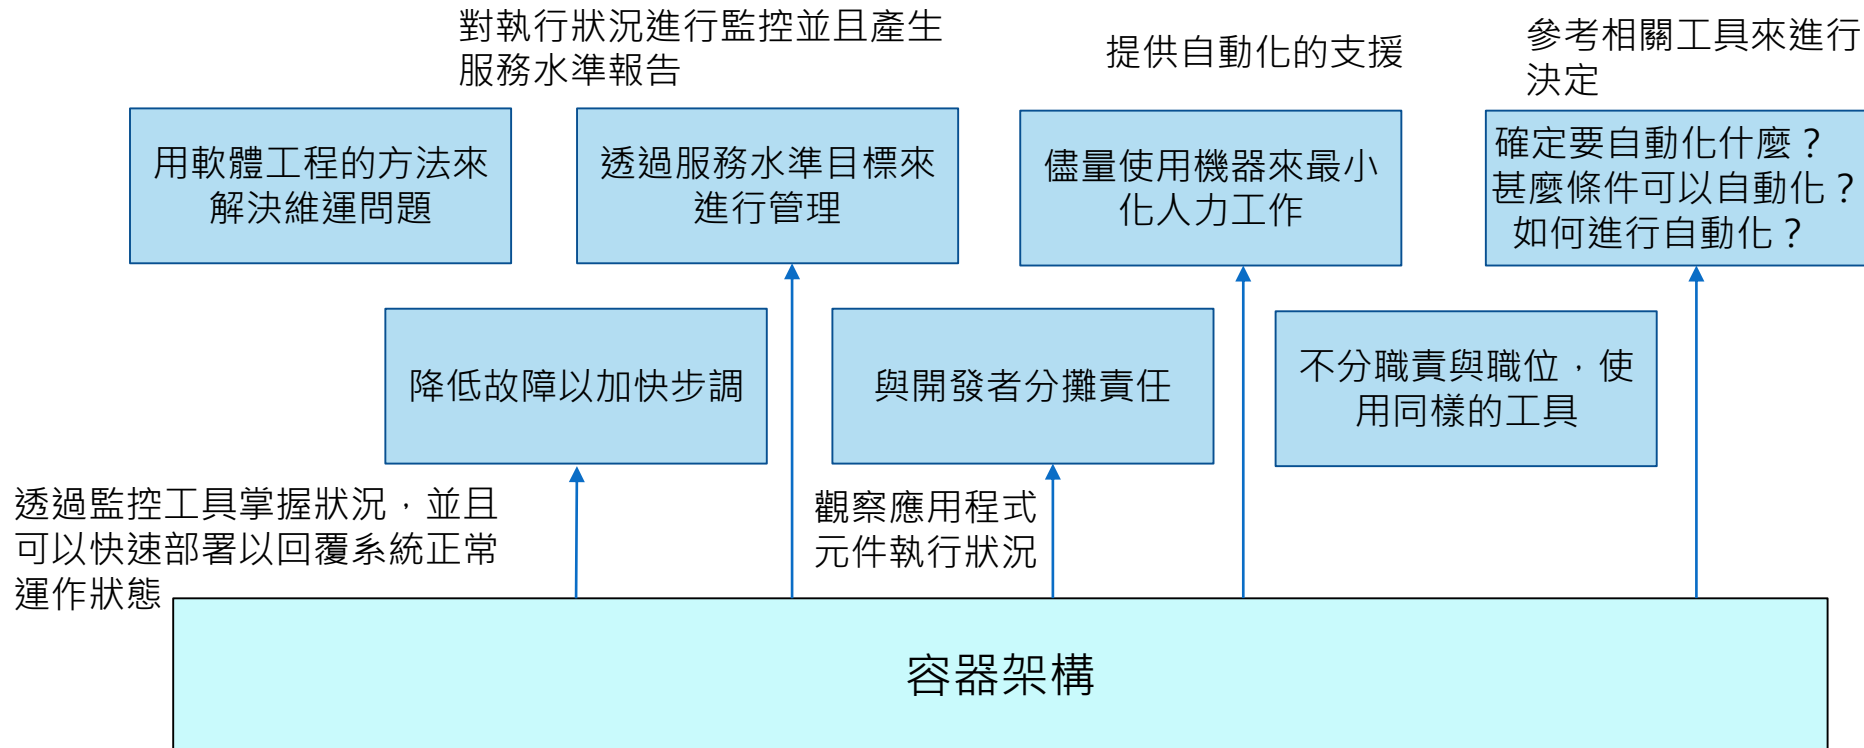 對執行狀況進行監控並且產生
服務水準報告
提供自動化的支援
參考相關工具來進行
決定
用軟體工程的方法來
解決維運問題
透過服務水準目標來
進行管理
儘量使用機器來最小
化人力工作
確定要自動化什麼？
甚麼條件可以自動化？
如何進行自動化？
降低故障以加快步調
與開發者分攤責任
不分職責與職位，使
用同樣的工具
透過監控工具掌握狀況，並且
可以快速部署以回覆系統正常
運作狀態
觀察應用程式
元件執行狀況
容器架構